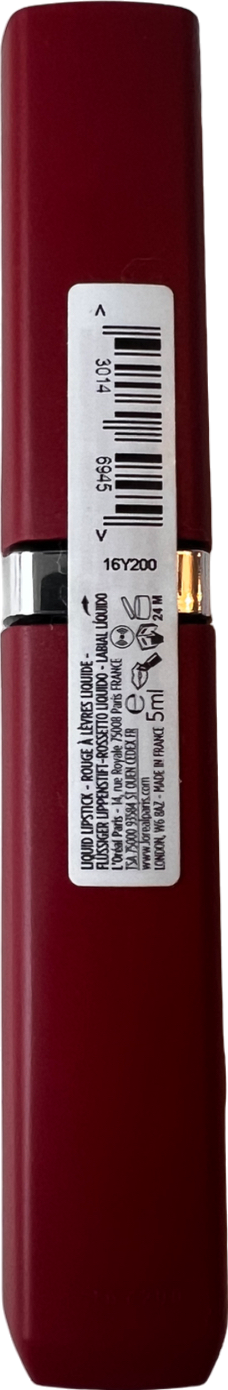 < 3014 6945 >
16Y200
LIQUID LIPSTICK - ROUGE À LÈVRES LIQUIDE -
FLÜSSIGER LIPPENSTIFT-ROSSETTO LIQUIDO - LABIAL LÍQUIDO
L'Oréal Paris - 14, rue Royale 75008 Paris FRANCE
TSA 75000 93584 ST OUEN CEDEX FR
www.lorealparis.com
LONDON, W6 8AZ - MADE IN FRANCE
e 5ml
24 M